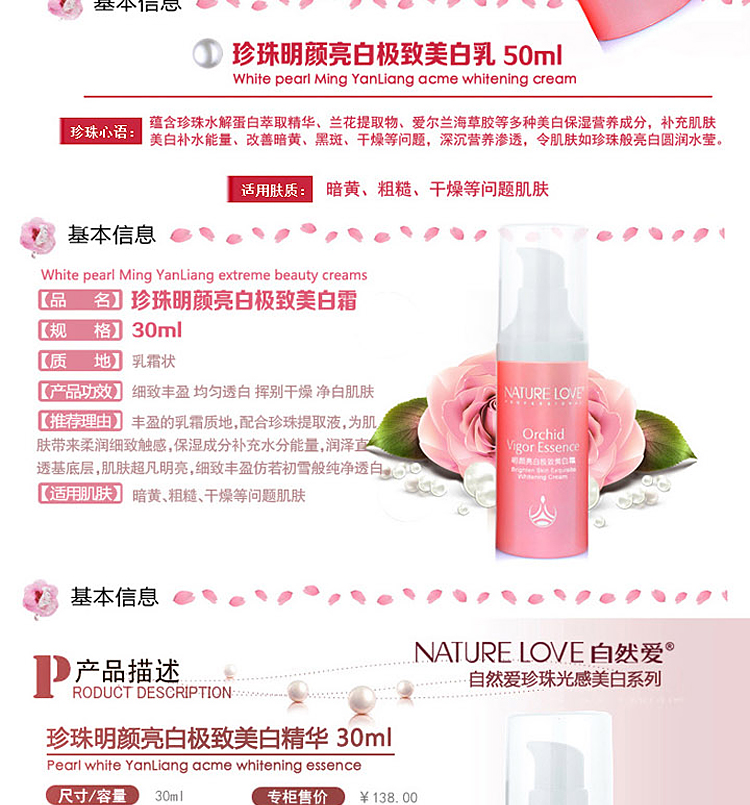 基本信息
珍珠明颜亮白极致美白乳 50ml
White pearl Ming YanLiang acme whitening cream
珍珠心语：
蕴含珍珠水解蛋白萃取精华、兰花提取物、爱尔兰海草胶等多种美白保湿营养成分，补充肌肤
美白补水能量、改善暗黄、黑斑、干燥等问题，深沉营养渗透，令肌肤如珍珠般亮白圆润水莹。
适用肤质： 暗黄、粗糙、干燥等问题肌肤
基本信息
White pearl Ming YanLiang extreme beauty creams
【品 名】 珍珠明颜亮白极致美白霜
【规 格】 30ml
【质 地】 乳霜状
【产品功效】 细致丰盈 均匀透白 挥别干燥 净白肌肤
【推荐理由】 丰盈的乳霜质地，配合珍珠提取液，为肌
肤带来柔润细致触感，保湿成分补充水分能量，润泽直
透基底层，肌肤超凡明亮，细致丰盈仿若初雪般纯净透白。
【适用肌肤】 暗黄、粗糙、干燥等问题肌肤
NATURE LOVE®
PROFESSIONAL
Orchid
Vigor Essence
明颜亮白极致美白霜
Brighten Skin Exquisite
Whitening Cream
基本信息
NATURE LOVE 自然爱®
自然爱珍珠光感美白系列
产品描述
PRODUCT DESCRIPTION
珍珠明颜亮白极致美白精华 30ml
Pearl white YanLiang acme whitening essence
尺寸/容量 30ml 专柜售价 ￥138.00